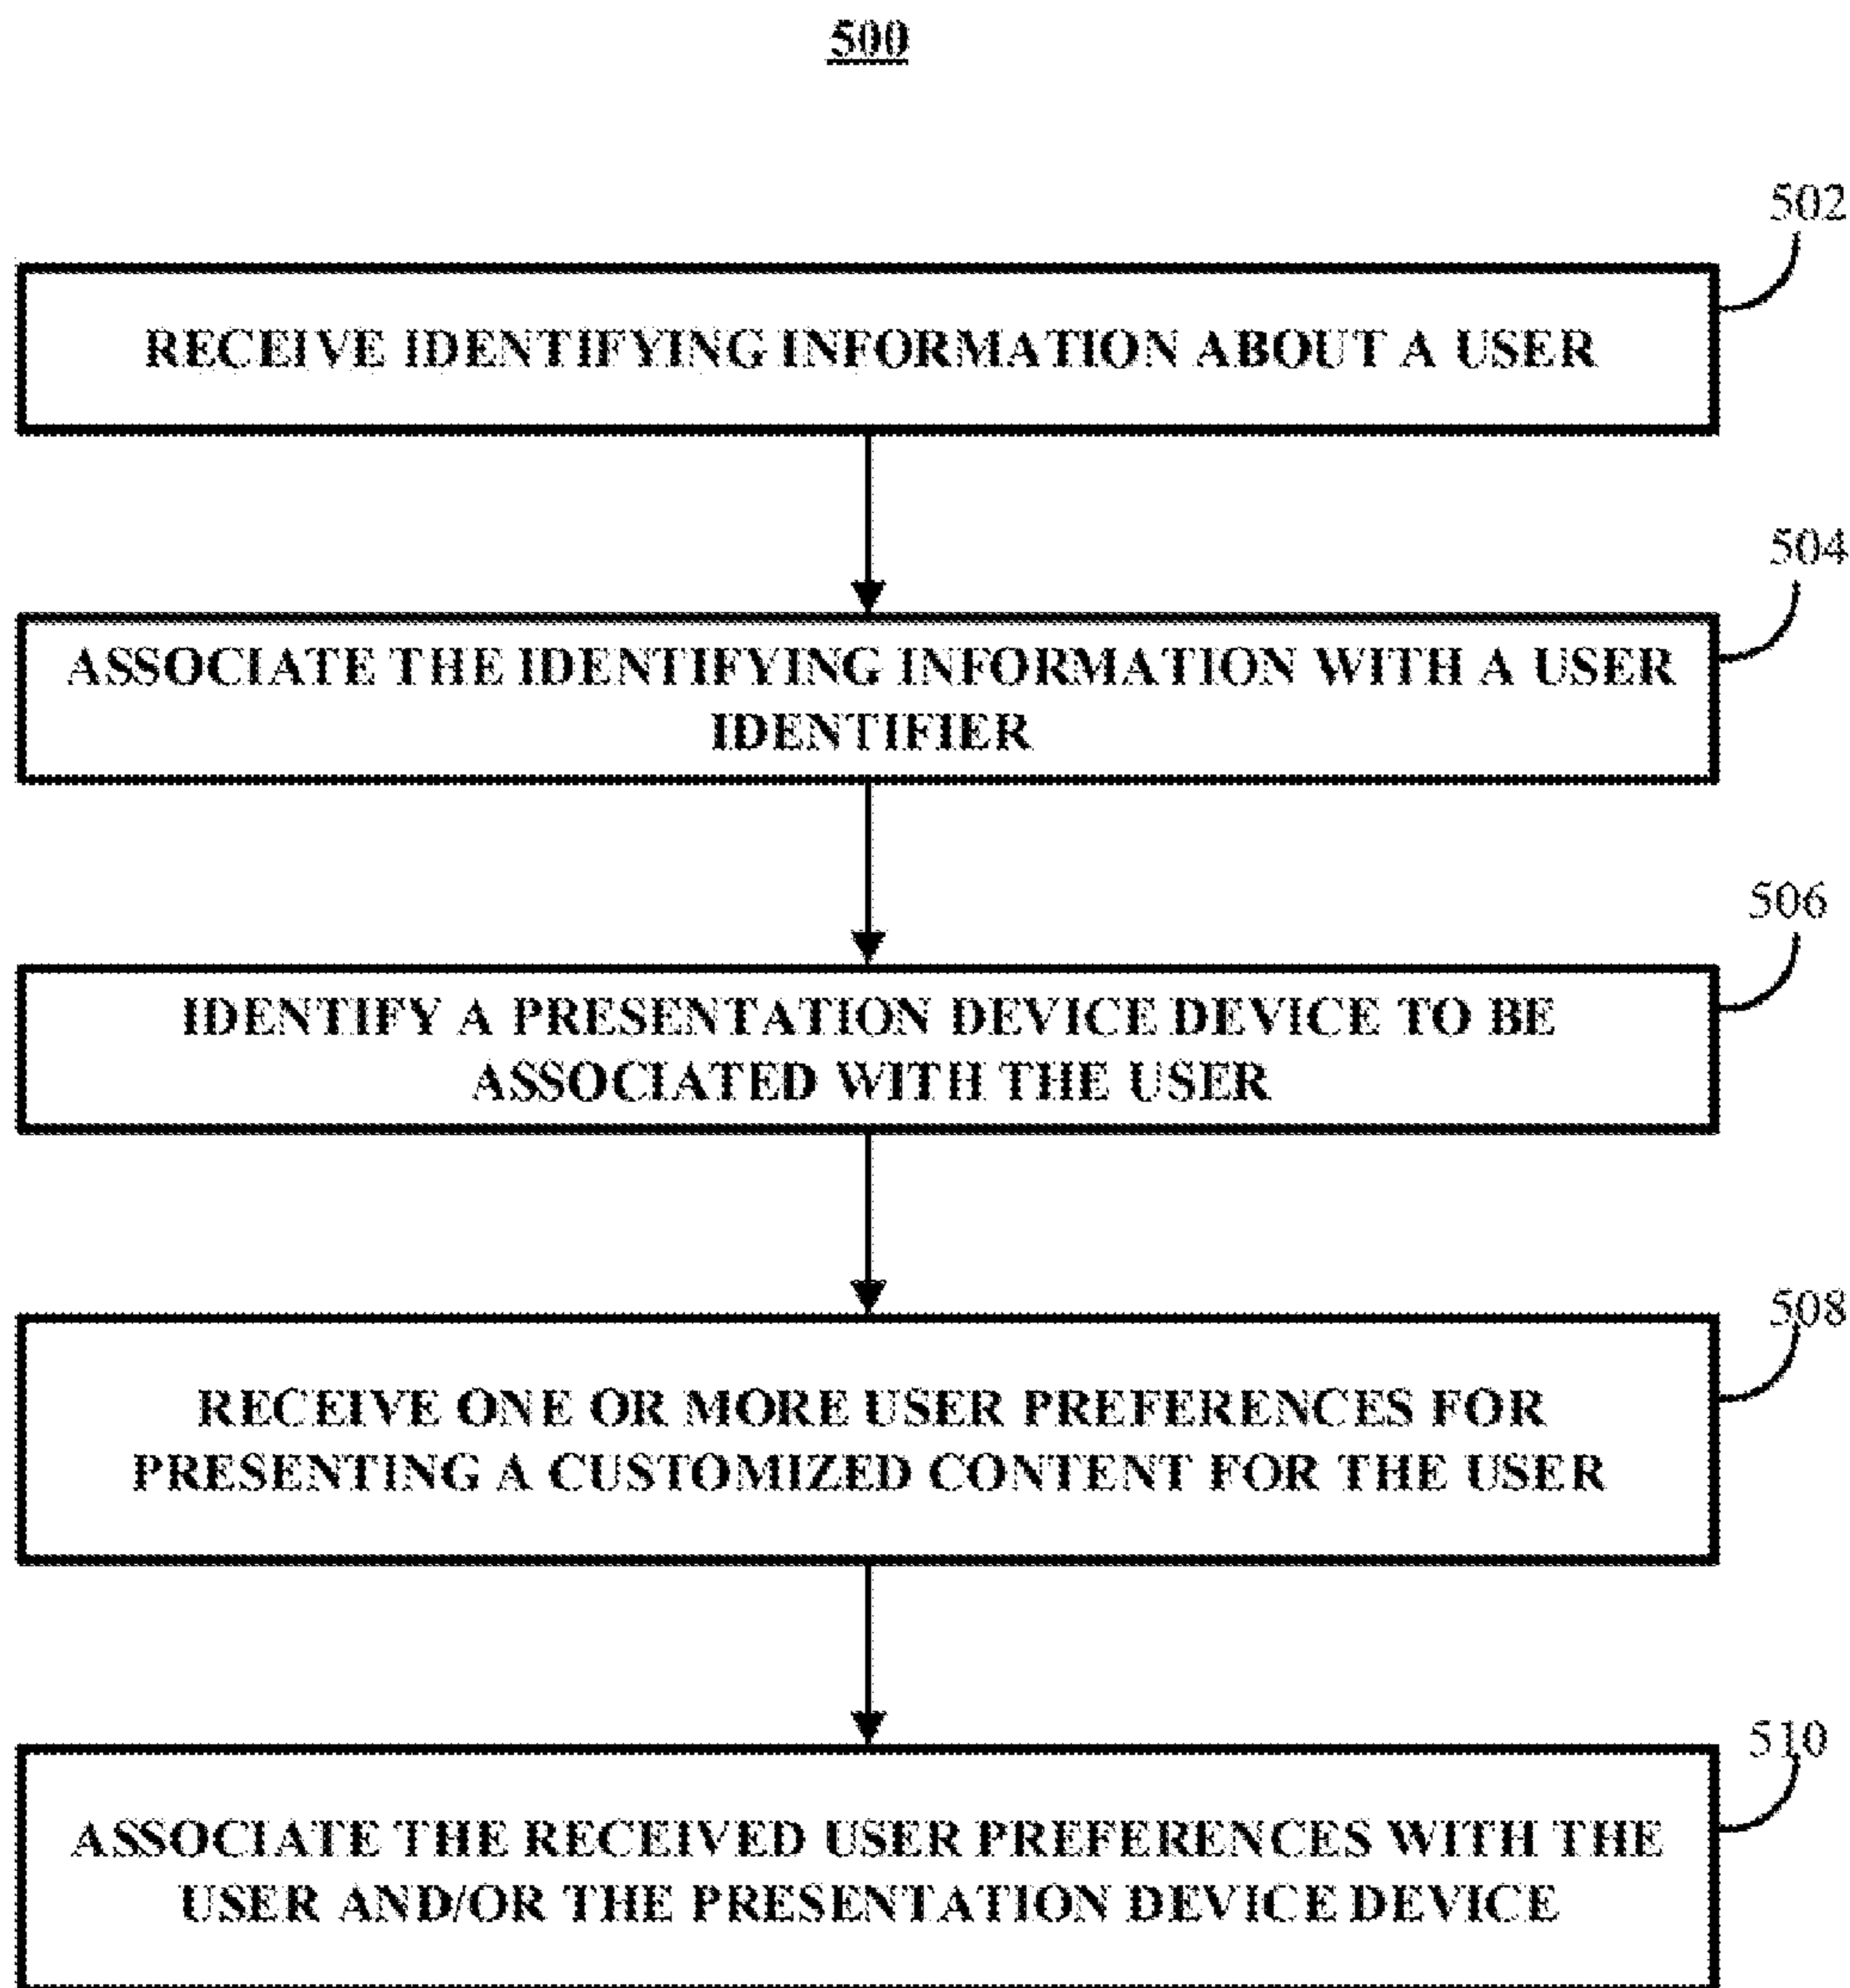 500
502
RECEIVE IDENTIFYING INFORMATION ABOUT A USER
504
ASSOCIATE THE IDENTIFYING INFORMATION WITH A USER
IDENTIFIER
506
IDENTIFY A PRESENTATION DEVICE DEVICE TO BE
ASSOCIATED WITH THE USER
508
RECEIVE ONE OR MORE USER PREFERENCES FOR
PRESENTING A CUSTOMIZED CONTENT FOR THE USER
510
ASSOCIATE THE RECEIVED USER PREFERENCES WITH THE
USER AND/OR THE PRESENTATION DEVICE DEVICE